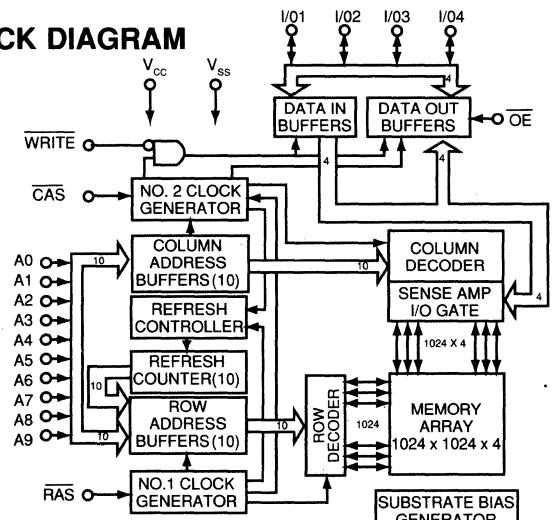 CK DIAGRAM
I/01 I/02 I/03 I/04
VCC VSS
4
DATA IN
BUFFERS
DATA OUT
BUFFERS
OE
WRITE
4
4
CAS
NO. 2 CLOCK
GENERATOR
A0
A1
A2
A3
A4
A5
A6
A7
A8
A9
10
COLUMN
ADDRESS
BUFFERS (10)
10
COLUMN
DECODER
SENSE AMP
I/O GATE
4
REFRESH
CONTROLLER
1024 X 4
REFRESH
COUNTER(10)
10
ROW
ADDRESS
BUFFERS (10)
10
10
ROW
DECODER
1024
MEMORY
ARRAY
1024 x 1024 x 4
RAS
NO.1 CLOCK
GENERATOR
SUBSTRATE BIAS
GENERATOR